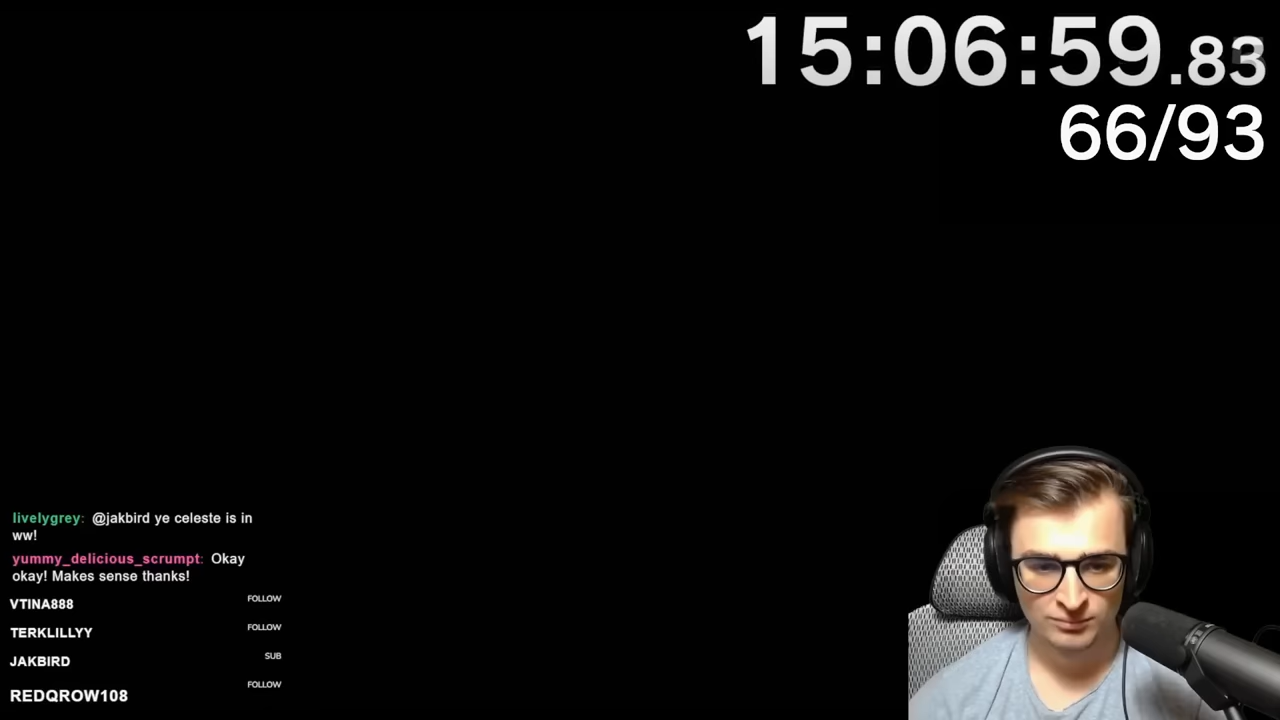 15:06:59.83
66/93
livelygrey: @jakbird ye celeste is in
ww!
yummy_delicious_scrumpt: Okay
okay! Makes sense thanks!
VTINA888 FOLLOW
TERKLILLYY FOLLOW
JAKBIRD SUB
REDQROW108 FOLLOW